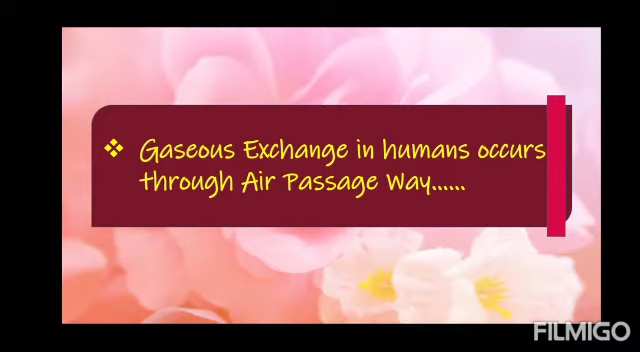 ❖ Gaseous Exchange in humans occurs
through Air Passage Way......
FILMIGO